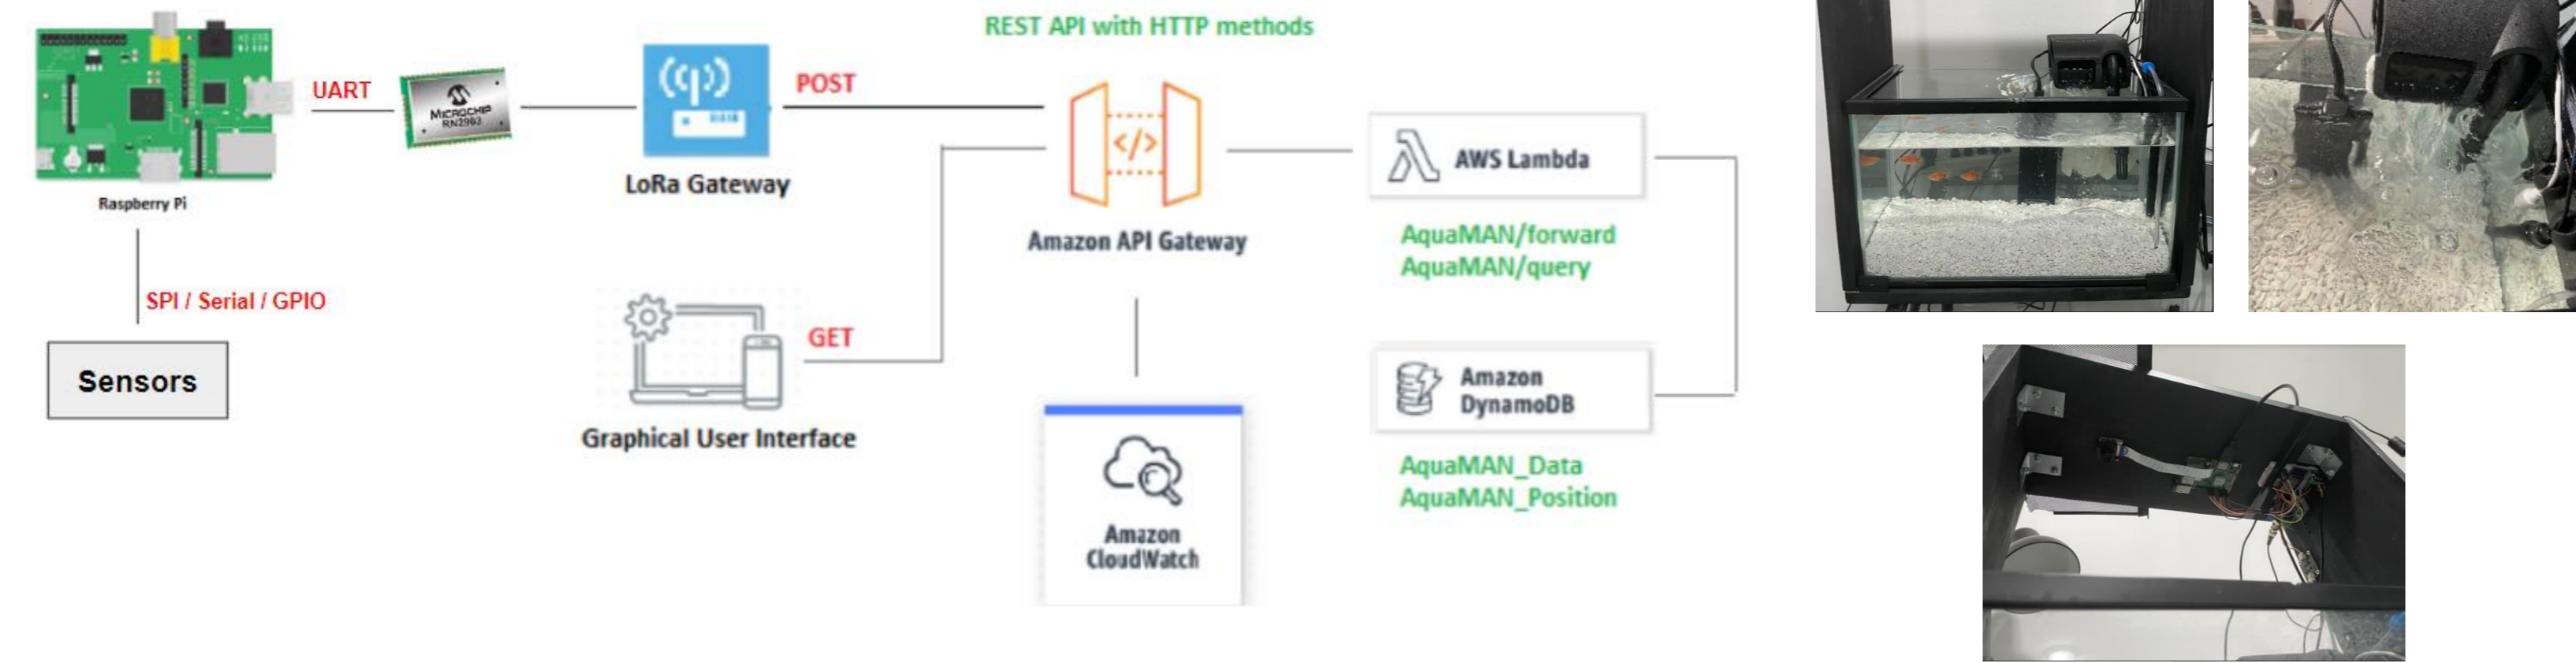 REST API with HTTP methods
UART
MICROCHIP
RN2903
POST
LoRa Gateway
Raspberry Pi
</>
AWS Lambda
Amazon API Gateway
AquaMAN/forward
AquaMAN/query
SPI / Serial / GPIO
Sensors
GET
Graphical User Interface
Amazon
DynamoDB
AquaMAN_Data
AquaMAN_Position
Amazon
CloudWatch